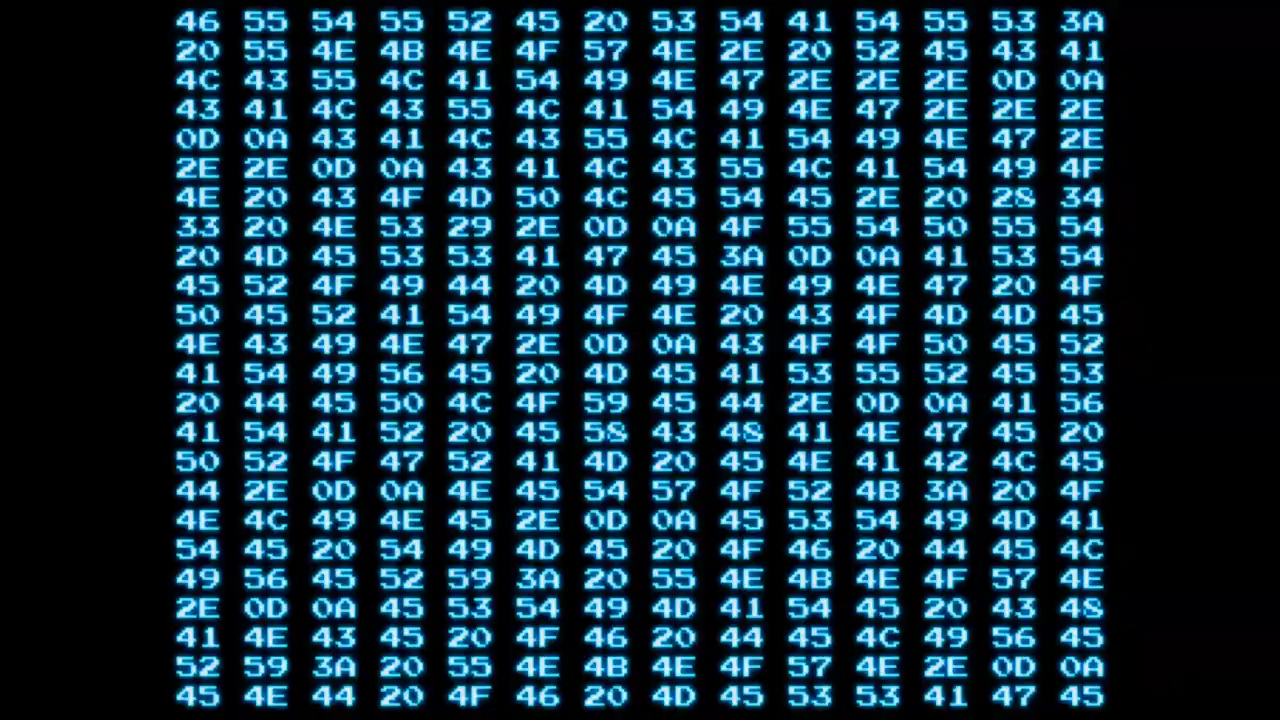 46 55 54 55 52 45 20 53 54 41 54 55 53 3A
20 55 4E 4B 4E 4F 57 4E 2E 20 52 45 43 41
4C 43 55 4C 41 54 49 4E 47 2E 2E 2E 0D 0A
43 41 4C 43 55 4C 41 54 49 4E 47 2E 2E 2E
0D 0A 43 41 4C 43 55 4C 41 54 49 4E 47 2E
2E 2E 0D 0A 43 41 4C 43 55 4C 41 54 49 4F
4E 20 43 4F 4D 50 4C 45 54 45 2E 20 28 34
33 20 4E 53 29 2E 0D 0A 4F 55 54 50 55 54
20 4D 45 53 53 41 47 45 3A 0D 0A 41 53 54
45 52 4F 49 44 20 4D 49 4E 49 4E 47 20 4F
50 45 52 41 54 49 4F 4E 20 43 4F 4D 4D 45
4E 43 49 4E 47 2E 0D 0A 43 4F 4F 50 45 52
41 54 49 56 45 20 4D 45 41 53 55 52 45 53
20 44 45 50 4C 4F 59 45 44 2E 0D 0A 41 56
41 54 41 52 20 45 58 43 48 41 4E 47 45 20
50 52 4F 47 52 41 4D 20 45 4E 41 42 4C 45
44 2E 0D 0A 4E 45 54 57 4F 52 4B 3A 20 4F
4E 4C 49 4E 45 2E 0D 0A 45 53 54 49 4D 41
54 45 20 54 49 4D 45 20 4F 46 20 44 45 4C
49 56 45 52 59 3A 20 55 4E 4B 4E 4F 57 4E
2E 0D 0A 45 53 54 49 4D 41 54 45 20 43 48
41 4E 43 45 20 4F 46 20 44 45 4C 49 56 45
52 59 3A 20 55 4E 4B 4E 4F 57 4E 2E 0D 0A
45 4E 44 20 4F 46 20 4D 45 53 53 41 47 45